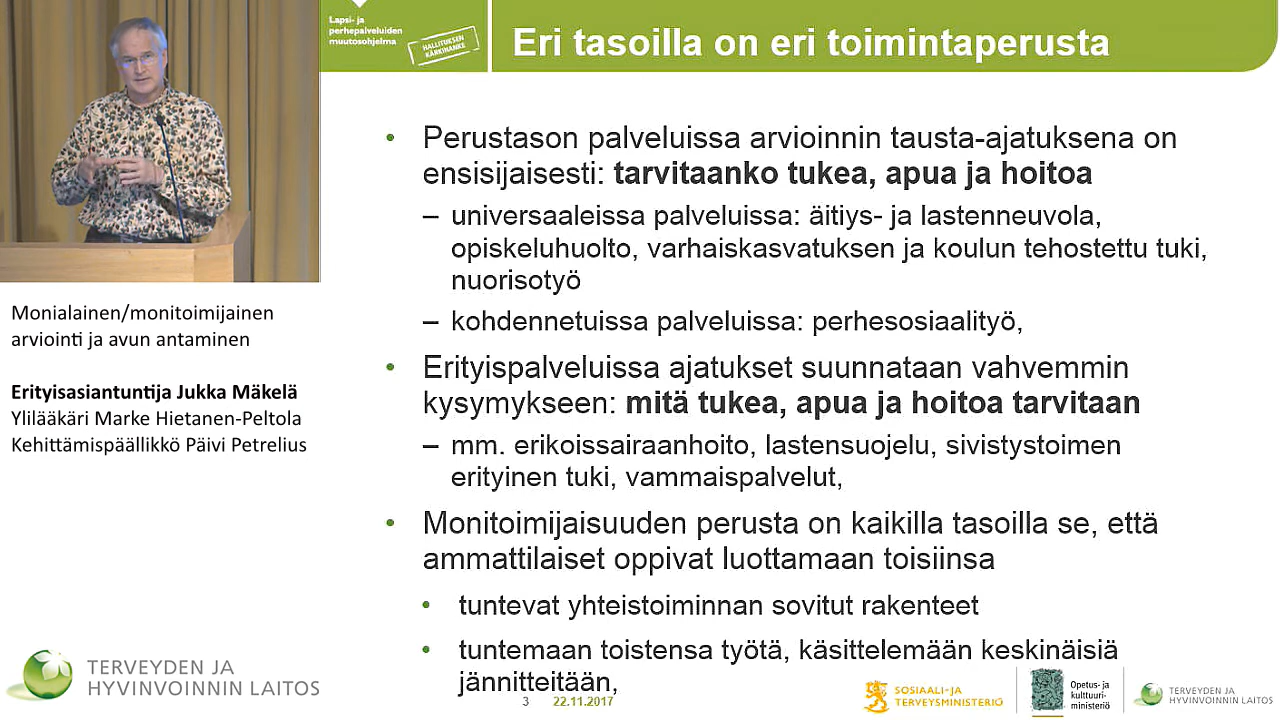 Lapsi- ja
perhepalveluiden
muutosohjelma
HALLITUKSEN
KÄRKIHANKE
Eri tasoilla on eri toimintaperusta
• Perustason palveluissa arvioinnin tausta-ajatuksena on
ensisijaisesti: tarvitaanko tukea, apua ja hoitoa
– universaaleissa palveluissa: äitiys- ja lastenneuvola,
opiskeluhuolto, varhaiskasvatuksen ja koulun tehostettu tuki,
nuorisotyö
– kohdennetuissa palveluissa: perhesosiaalityö,
• Erityispalveluissa ajatukset suunnataan vahvemmin
kysymykseen: mitä tukea, apua ja hoitoa tarvitaan
– mm. erikoissairaanhoito, lastensuojelu, sivistystoimen
erityinen tuki, vammaispalvelut,
• Monitoimijaisuuden perusta on kaikilla tasoilla se, että
ammattilaiset oppivat luottamaan toisiinsa
• tuntevat yhteistoiminnan sovitut rakenteet
• tuntemaan toistensa työtä, käsittelemään keskinäisiä
jännitteitään,
Monialainen/monitoimijainen
arviointi ja avun antaminen
Erityisasiantuntija Jukka Mäkelä
Ylilääkäri Marke Hietanen-Peltola
Kehittämispäällikkö Päivi Petrelius
TERVEYDEN JA
HYVINVOINNIN LAITOS
3 22.11.2017
SOSIAALI- JA
TERVEYSMINISTERIÖ
Opetus- ja
kulttuuri-
ministeriö
TERVEYDEN JA
HYVINVOINNIN LAITOS